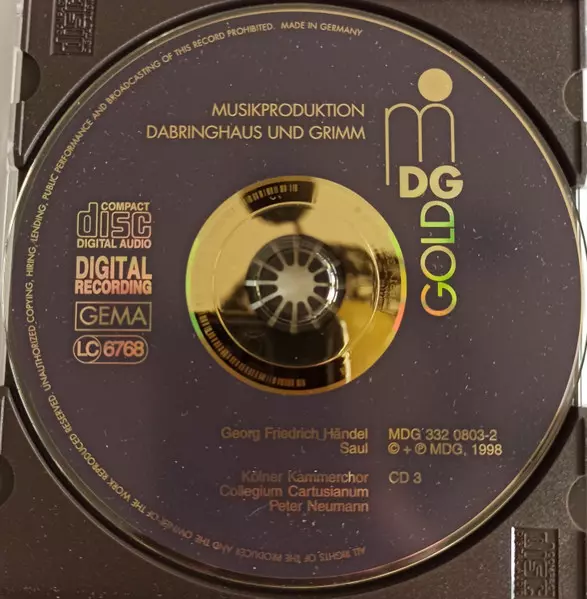 ALL RIGHTS OF THE PRODUCER AND THE OWNER OF THE WORK REPRODUCED RESERVED. UNAUTHORIZED COPYING, HIRING, LENDING, PUBLIC PERFORMANCE AND BROADCASTING OF THIS RECORD PROHIBITED. MADE IN GERMANY
MUSIKPRODUKTION
DABRINGHAUS UND GRIMM
m
DG
GOLD
COMPACT
disc
DIGITAL AUDIO
DIGITAL
RECORDING
GEMA
LC 6768
Georg Friedrich Händel
Saul
MDG 332 0803-2
© + ℗ MDG, 1998
Kölner Kammerchor
Collegium Cartusianum
Peter Neumann
CD 3
disc
disc